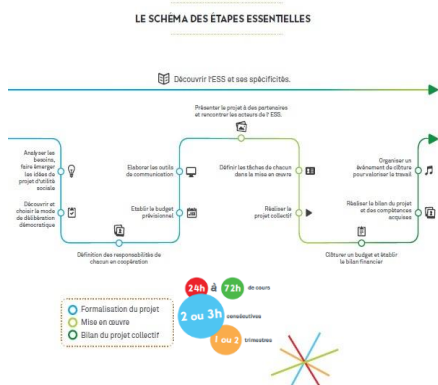 LE SCHÉMA DES ÉTAPES ESSENTIELLES
Découvrir l'ESS et ses spécificités.
Présenter le projet à des partenaires
et rencontrer les acteurs de l'ESS.
Analyser les
besoins,
faire émerger
les idées de
projet d'utilité
sociale
Découvrir et
choisir le mode
de délibération
démocratique
Définition des responsabilités de
chacun en coopération
Elaborer les outils
de communication
Etablir le budget
prévisionnel
Définir les tâches de chacun
dans la mise en œuvre
Réaliser le
projet collectif
Clôturer un budget et établir
le bilan financier
Organiser un
évènement de clôture
pour valoriser le travail
Réaliser le bilan du projet
et des compétences
acquises
24h à 72h de cours
2 ou 3h consécutives
1 ou 2 trimestres
Formalisation du projet
Mise en œuvre
Bilan du projet collectif